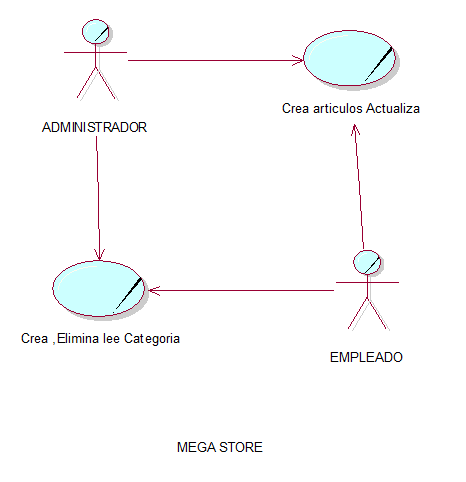 Crea articulos Actualiza
ADMINISTRADOR
Crea ,Elimina lee Categoria
EMPLEADO
MEGA STORE